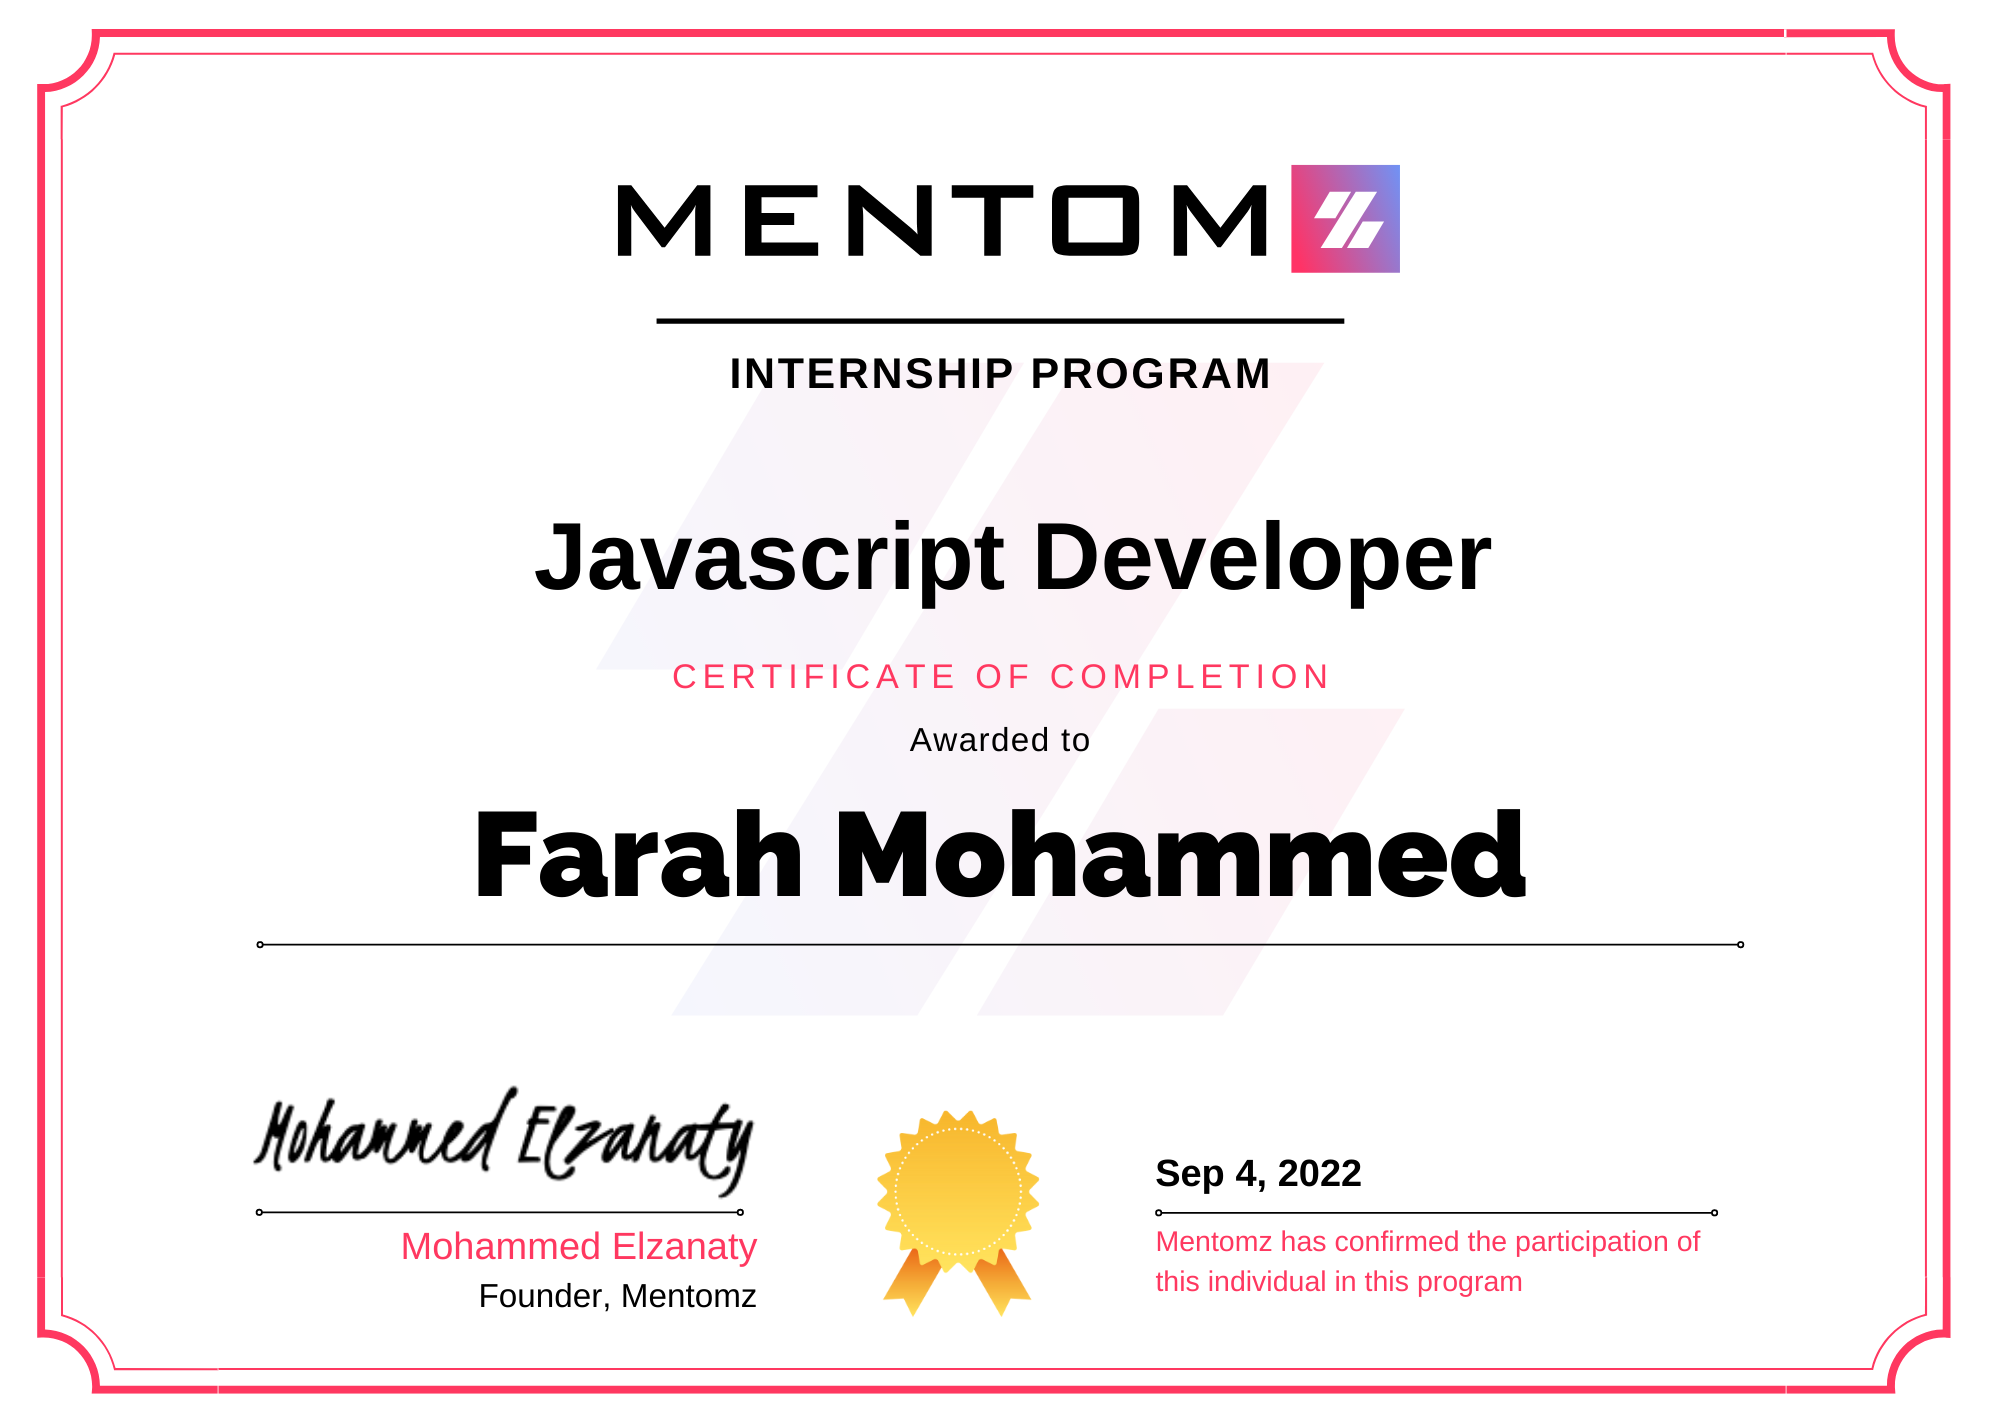 MENTOMZ
INTERNSHIP PROGRAM
Javascript Developer
CERTIFICATE OF COMPLETION
Awarded to
Farah Mohammed
Mohammed Elzanaty
Mohammed Elzanaty
Founder, Mentomz
Sep 4, 2022
Mentomz has confirmed the participation of
this individual in this program